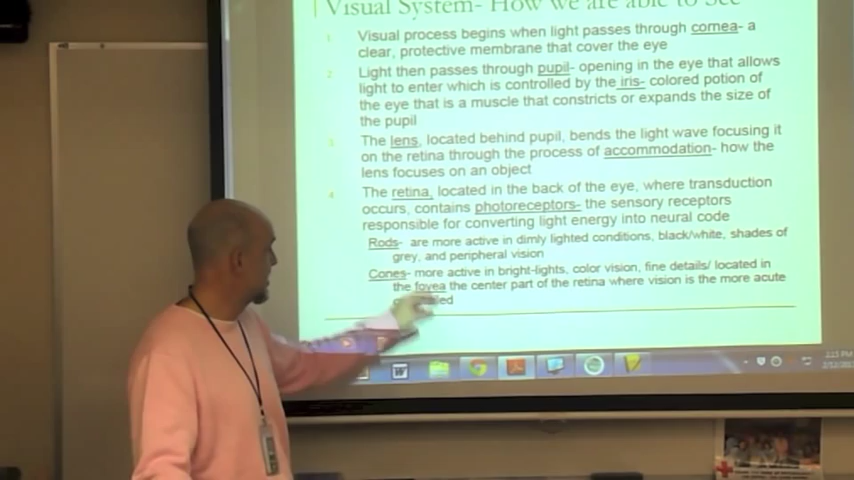 Visual System- How we are able to See
1. Visual process begins when light passes through cornea- a
clear, protective membrane that cover the eye
2. Light then passes through pupil- opening in the eye that allows
light to enter which is controlled by the iris- colored potion of
the eye that is a muscle that constricts or expands the size of
the pupil
3. The lens, located behind pupil, bends the light wave focusing it
on the retina through the process of accommodation- how the
lens focuses on an object
4. The retina, located in the back of the eye, where transduction
occurs, contains photoreceptors- the sensory receptors
responsible for converting light energy into neural code
Rods- are more active in dimly lighted conditions, black/white, shades of
grey, and peripheral vision
Cones- more active in bright-lights, color vision, fine details/ located in
the fovea the center part of the retina where vision is the more acute